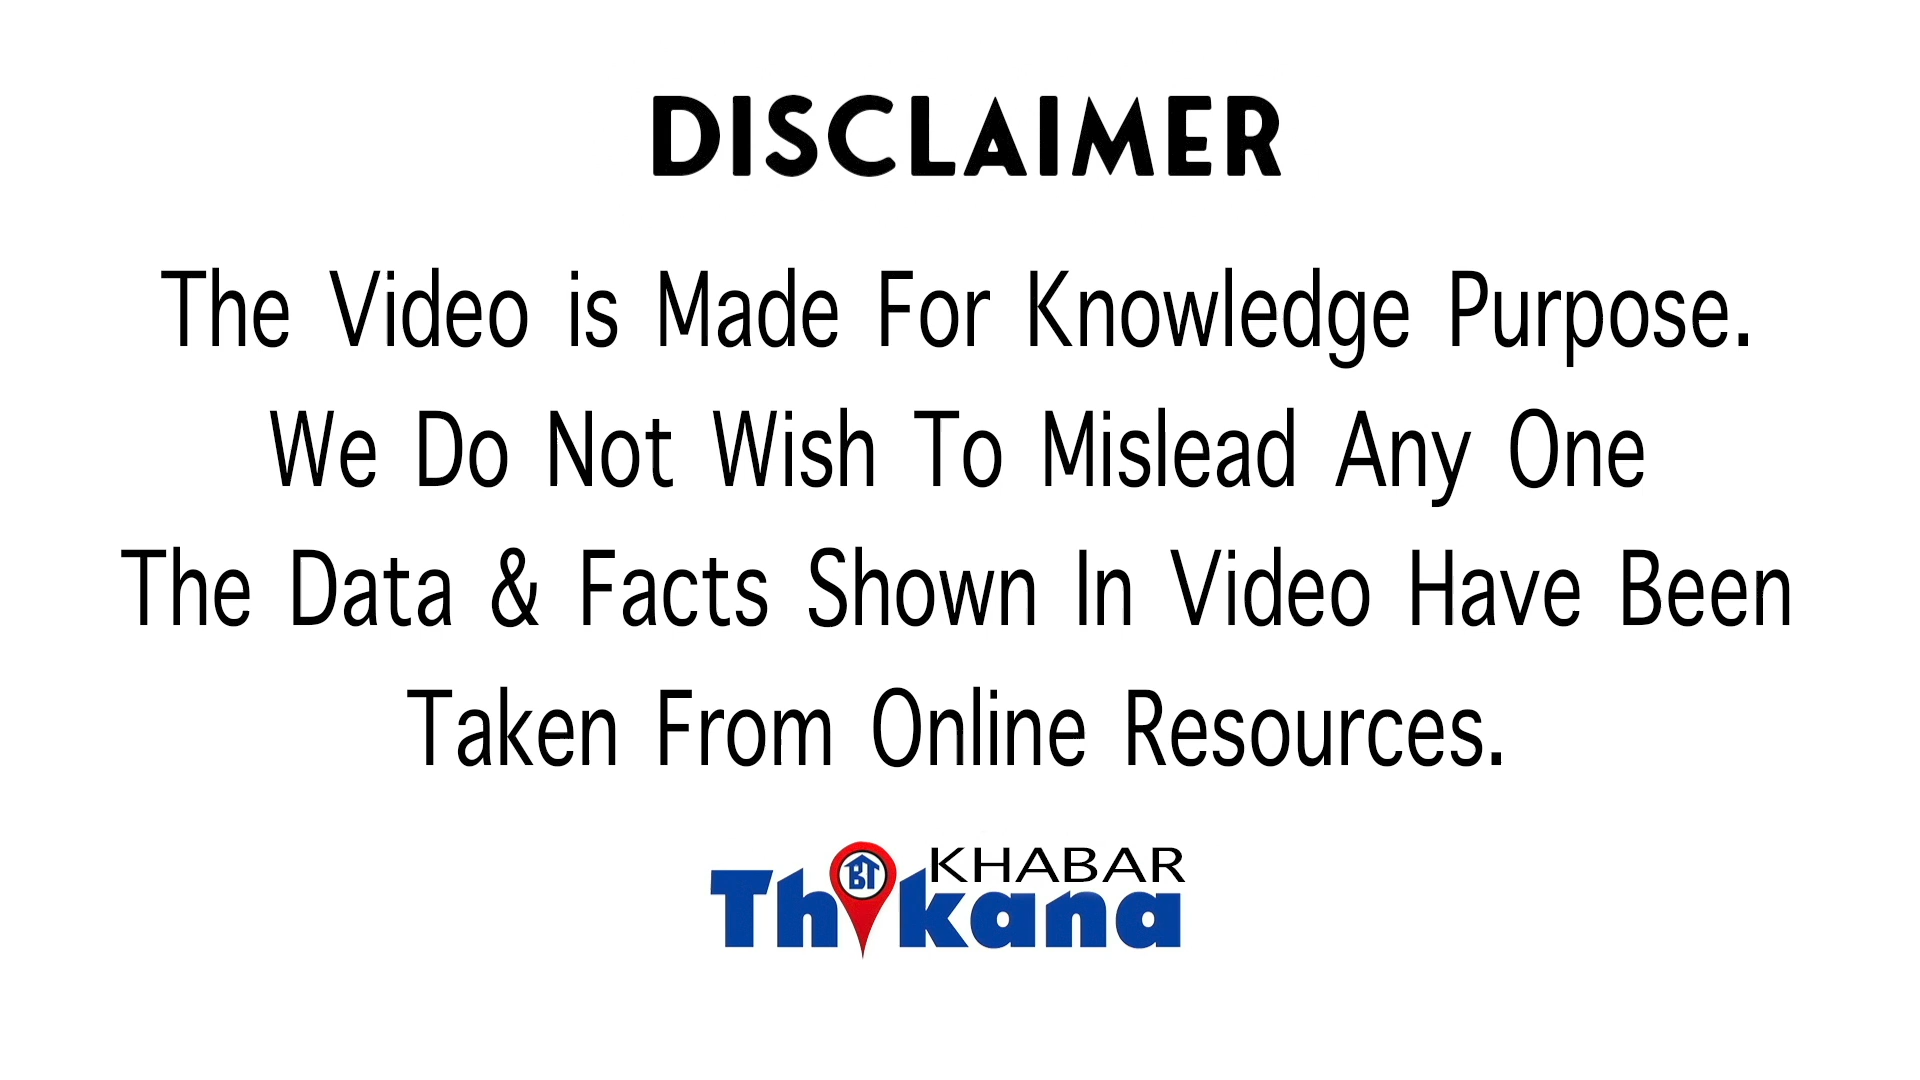 DISCLAIMER
The Video is Made For Knowledge Purpose.
We Do Not Wish To Mislead Any One
The Data & Facts Shown In Video Have Been
Taken From Online Resources.
KHABAR
BT
Thikana